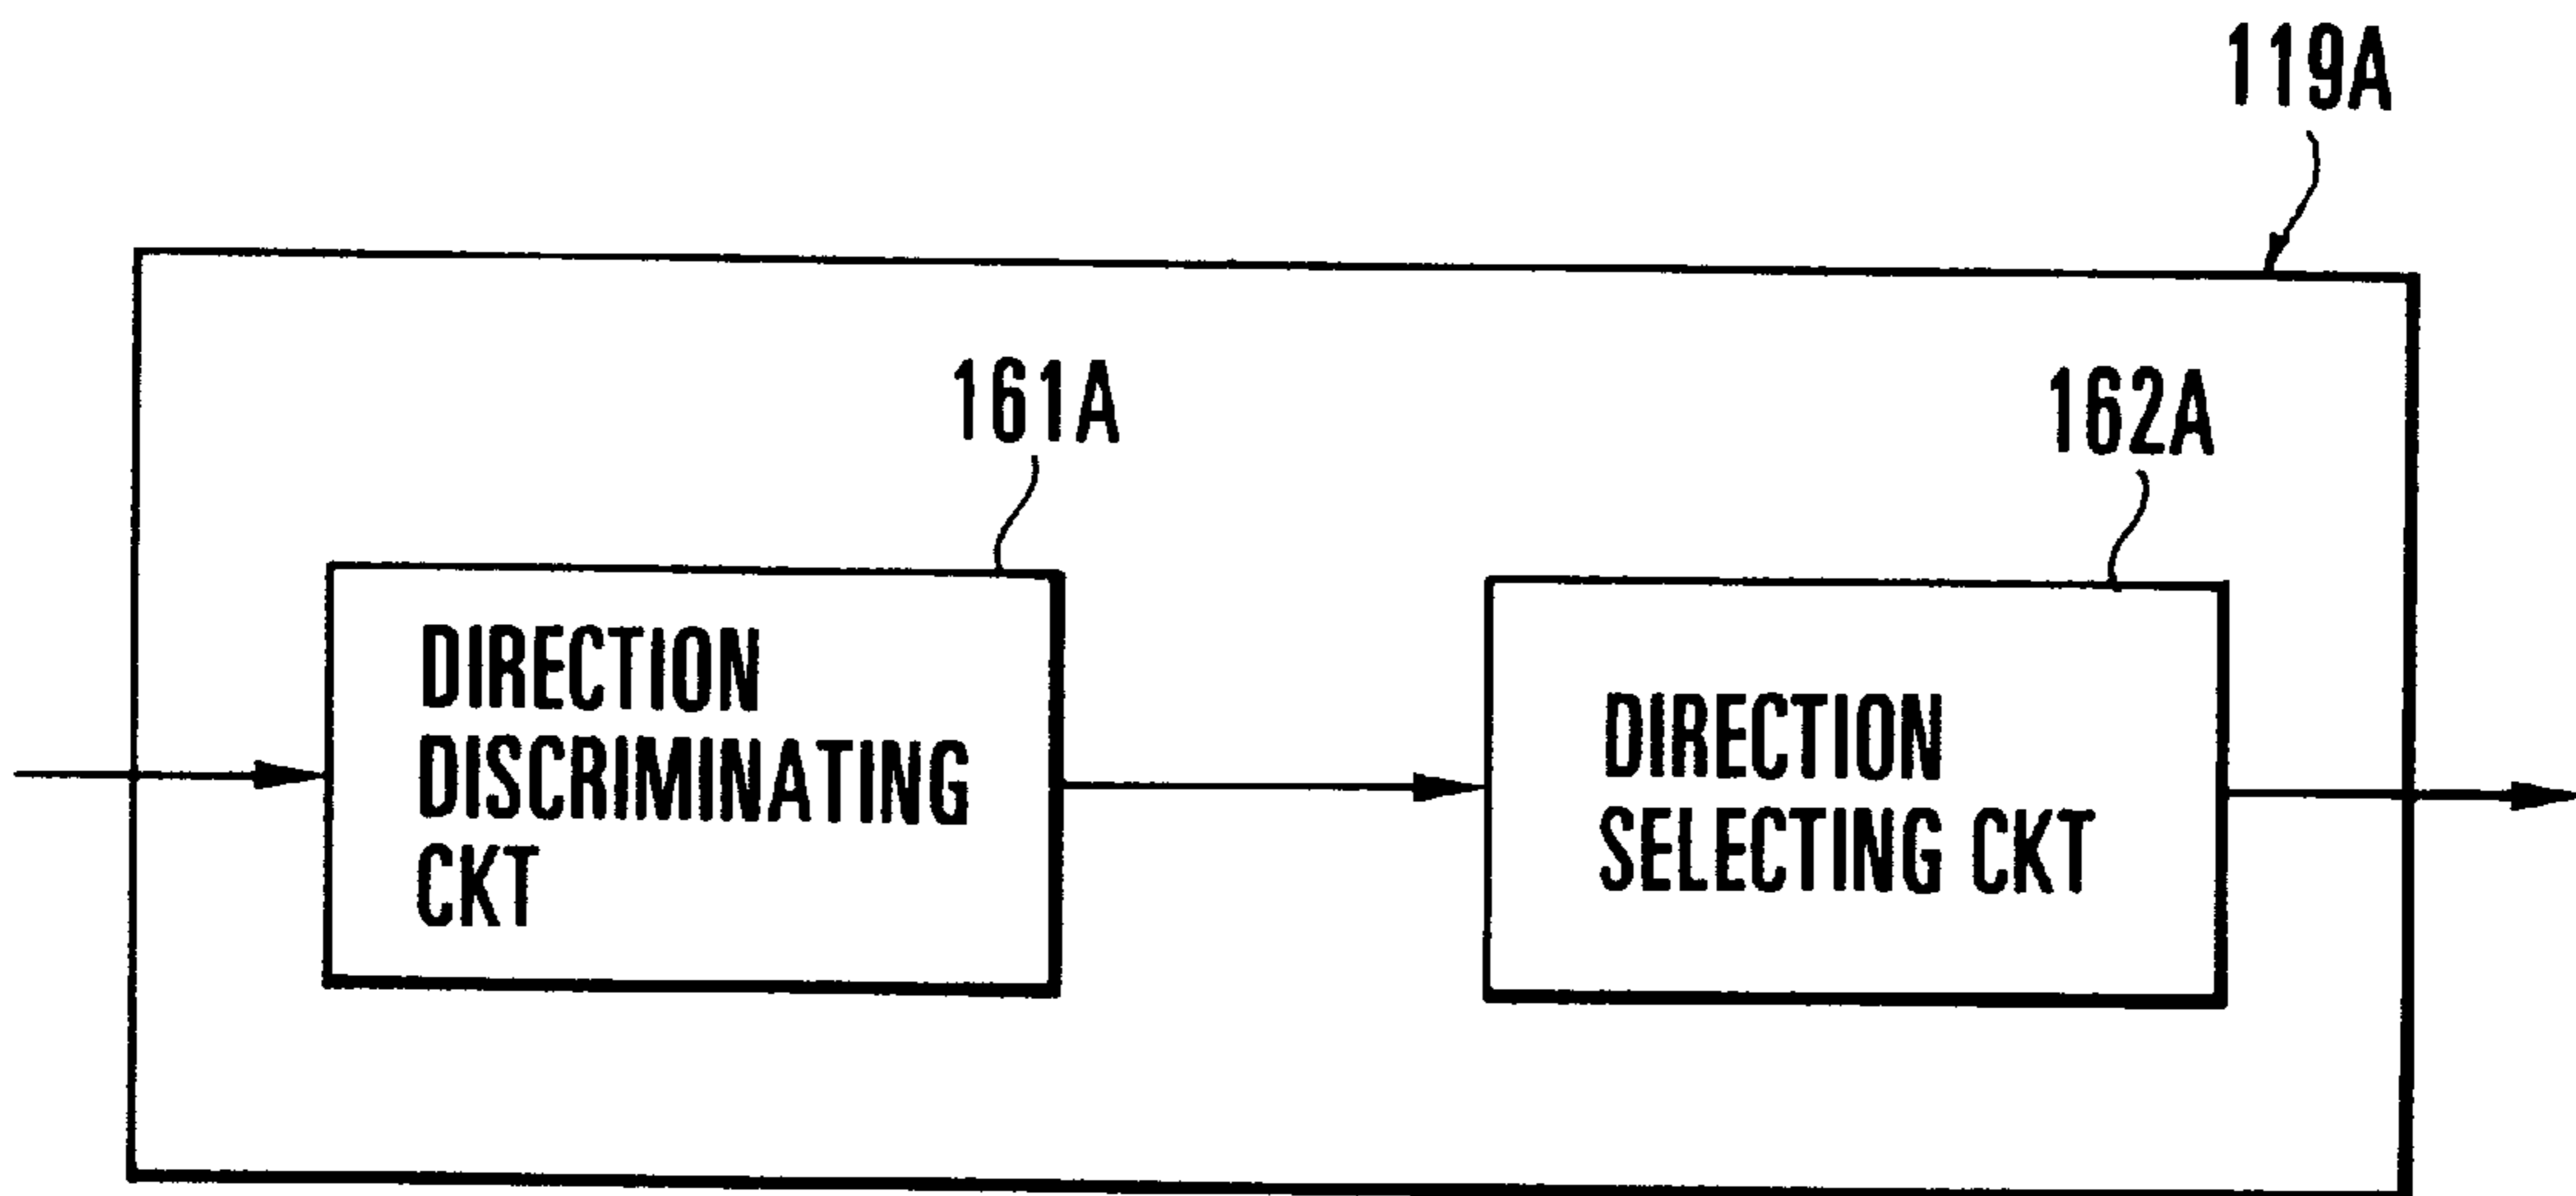 119A
161A
162A
DIRECTION
DISCRIMINATING
CKT
DIRECTION
SELECTING CKT